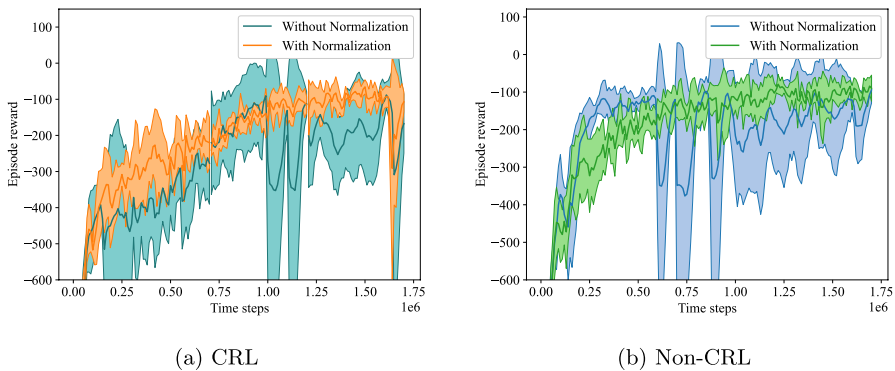 Without Normalization
With Normalization
100
0
−100
−200
−300
−400
−500
−600
Episode reward
0.00
0.25
0.50
0.75
1.00
1.25
1.50
1.75
1e6
Time steps
(a) CRL
Without Normalization
With Normalization
100
0
−100
−200
−300
−400
−500
−600
Episode reward
0.00
0.25
0.50
0.75
1.00
1.25
1.50
1.75
1e6
Time steps
(b) Non-CRL